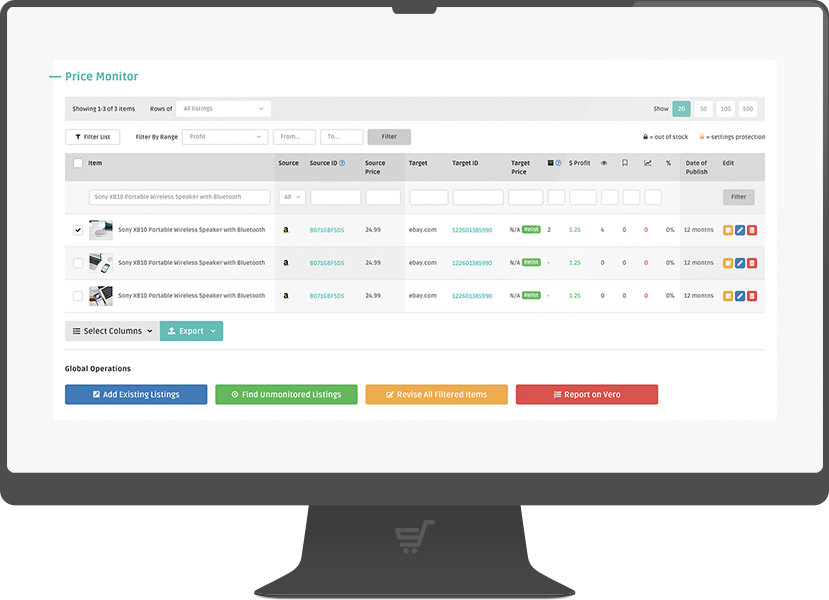 Price Monitor
Showing 1-3 of 3 items Rows of All listings Show 20 50 100 500
Filter List Filter By Range Profit From... To... Filter = out of stock = settings protection
Item Source Source ID Source Price Target Target ID Target Price $ Profit % Date of Publish Edit
Sony XB10 Portable Wireless Speaker with Bluetooth All Filter
Sony XB10 Portable Wireless Speaker with Bluetooth a B071GBFSDS 24.99 ebay.com 122601385990 N/A Relist 2 1.25 4 0 0 0% 12 months
Sony XB10 Portable Wireless Speaker with Bluetooth a B071GBFSDS 24.99 ebay.com 122601385990 N/A Relist - 1.25 0 0 0 0% 12 months
Sony XB10 Portable Wireless Speaker with Bluetooth a B071GBFSDS 24.99 ebay.com 122601385990 N/A Relist - 1.25 0 0 0 0% 12 months
Select Columns Export
Global Operations
Add Existing Listings Find Unmonitored Listings Revise All Filtered Items Report on Vero